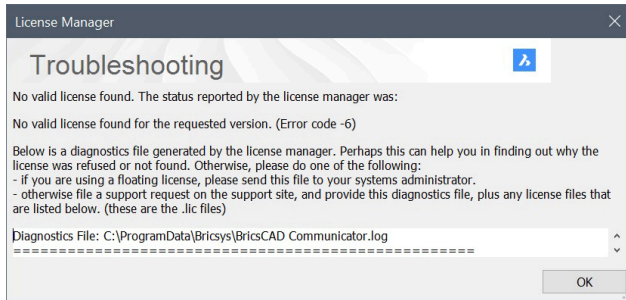 License Manager
Troubleshooting
No valid license found. The status reported by the license manager was:
No valid license found for the requested version. (Error code -6)
Below is a diagnostics file generated by the license manager. Perhaps this can help you in finding out why the
license was refused or not found. Otherwise, please do one of the following:
- if you are using a floating license, please send this file to your systems administrator.
- otherwise file a support request on the support site, and provide this diagnostics file, plus any license files that
are listed below. (these are the .lic files)
Diagnostics File: C:\ProgramData\Bricsys\BricsCAD Communicator.log
====================================================
OK